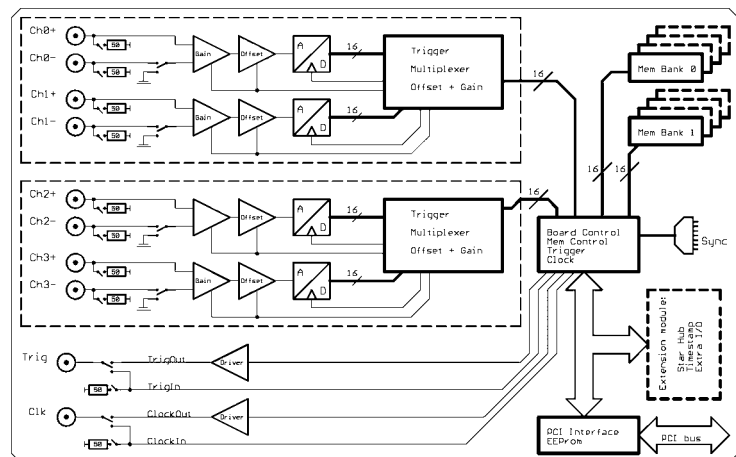 Ch0+
50
Ch0-
50
Gain
Offset
A
D
16
Ch1+
50
Ch1-
50
Gain
Offset
A
D
16
Trigger
Multiplexer
Offset + Gain
16
Mem Bank 0
Mem Bank 1
16
16
Ch2+
50
Ch2-
50
Gain
Offset
A
D
16
Ch3+
50
Ch3-
50
Gain
Offset
A
D
16
Trigger
Multiplexer
Offset + Gain
16
Board Control
Mem Control
Trigger
Clock
Sync
Extension module:
Star Hub
Timestamp
Extra I/O
Trig
TrigOut
Driver
50
TrigIn
Clk
ClockOut
Driver
50
ClockIn
PCI Interface
EEProm
PCI bus